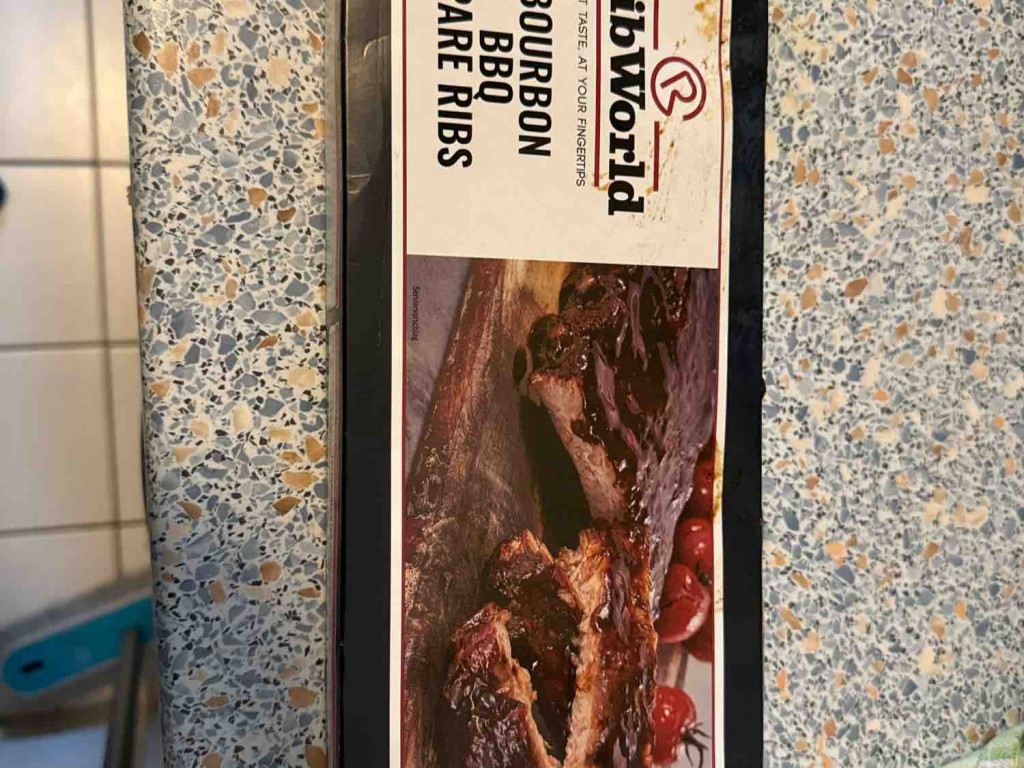 ibWorld
T TASTE. AT YOUR FINGERTIPS
BOURBON
BBQ
PARE RIBS
Serviervorschlag